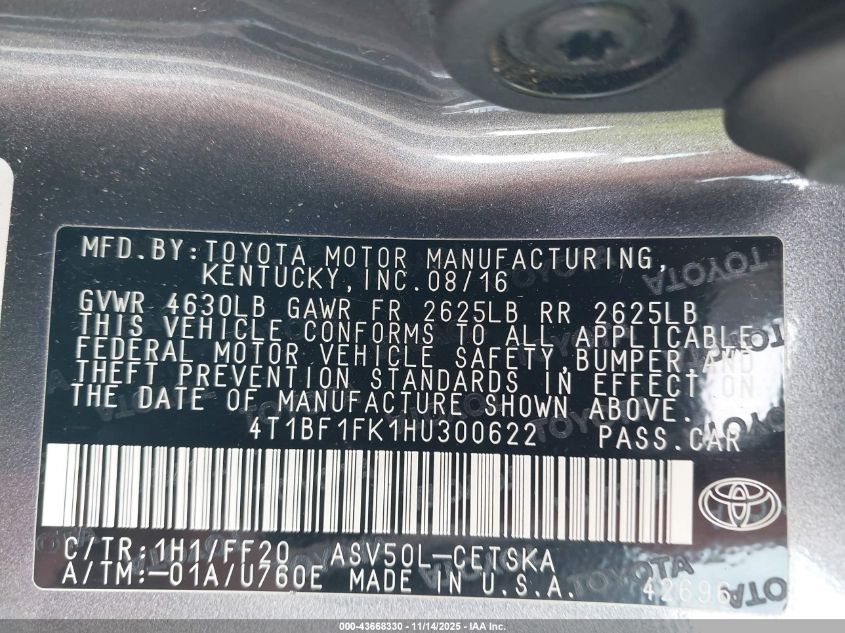 MFD.BY:TOYOTA MOTOR MANUFACTURING,
KENTUCKY,INC.08/16
GVWR 4630LB GAWR FR 2625LB RR 2625LB
THIS VEHICLE CONFORMS TO ALL APPLICABLE
FEDERAL MOTOR VEHICLE SAFETY,BUMPER,AND
THEFT PREVENTION STANDARDS IN EFFECT ON
THE DATE OF MANUFACTURE SHOWN ABOVE.
4T1BF1FK1HU300622 PASS.CAR
C/TR:1H1/FF20 ASV50L-CETSKA
A/TM:-01A/U760E MADE IN U.S.A. 42696
TOYOTA
000-43668330 - 11/14/2025 - IAA Inc.